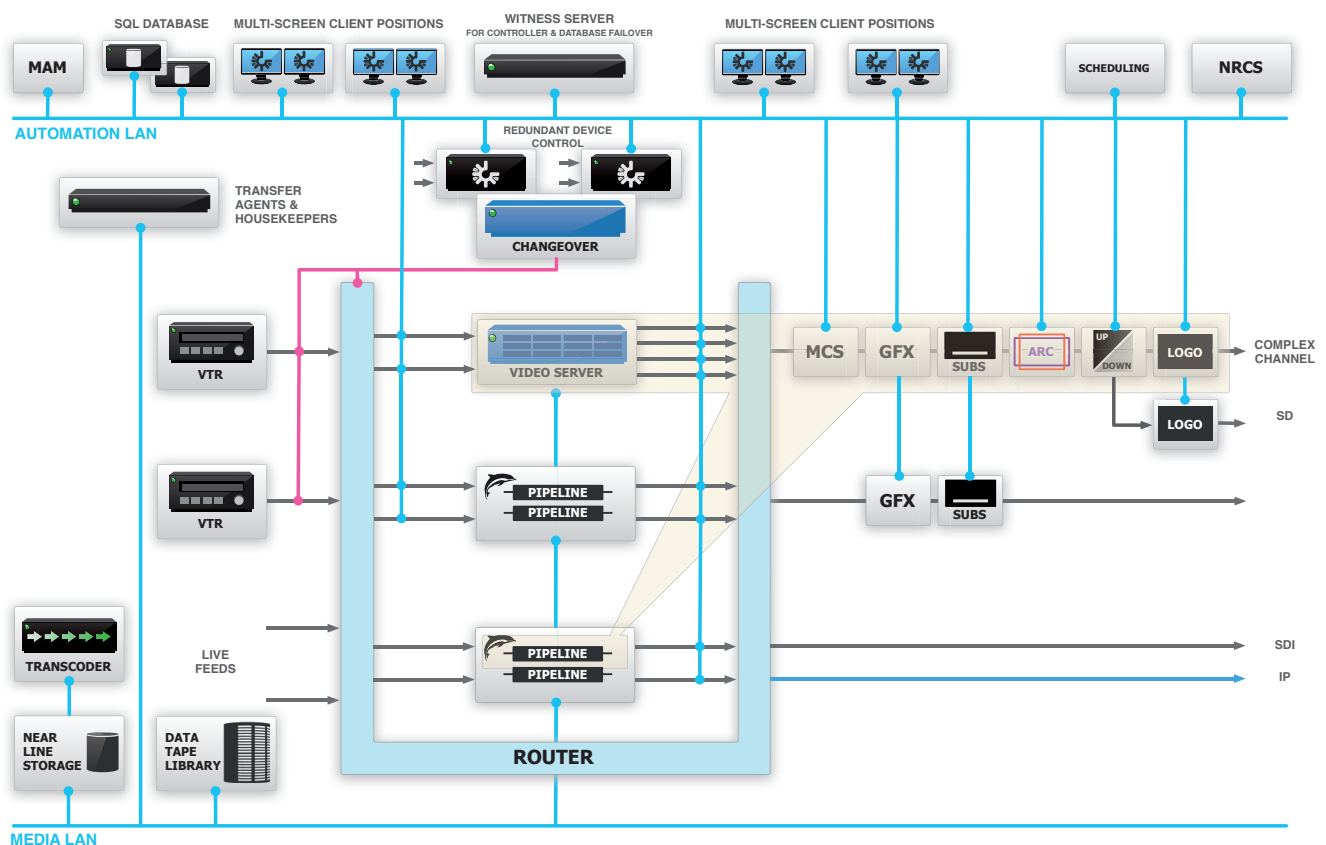 SQL DATABASE
MULTI-SCREEN CLIENT POSITIONS
WITNESS SERVER
FOR CONTROLLER & DATABASE FAILOVER
MULTI-SCREEN CLIENT POSITIONS
MAM
SCHEDULING
NRCS
AUTOMATION LAN
REDUNDANT DEVICE
CONTROL
TRANSFER
AGENTS &
HOUSEKEEPERS
CHANGEOVER
VTR
VIDEO SERVER
MCS
GFX
SUBS
ARC
UP
DOWN
LOGO
COMPLEX
CHANNEL
LOGO
SD
VTR
PIPELINE
PIPELINE
GFX
SUBS
TRANSCODER
LIVE
FEEDS
PIPELINE
PIPELINE
SDI
IP
NEAR
LINE
STORAGE
DATA
TAPE
LIBRARY
ROUTER
MEDIA LAN